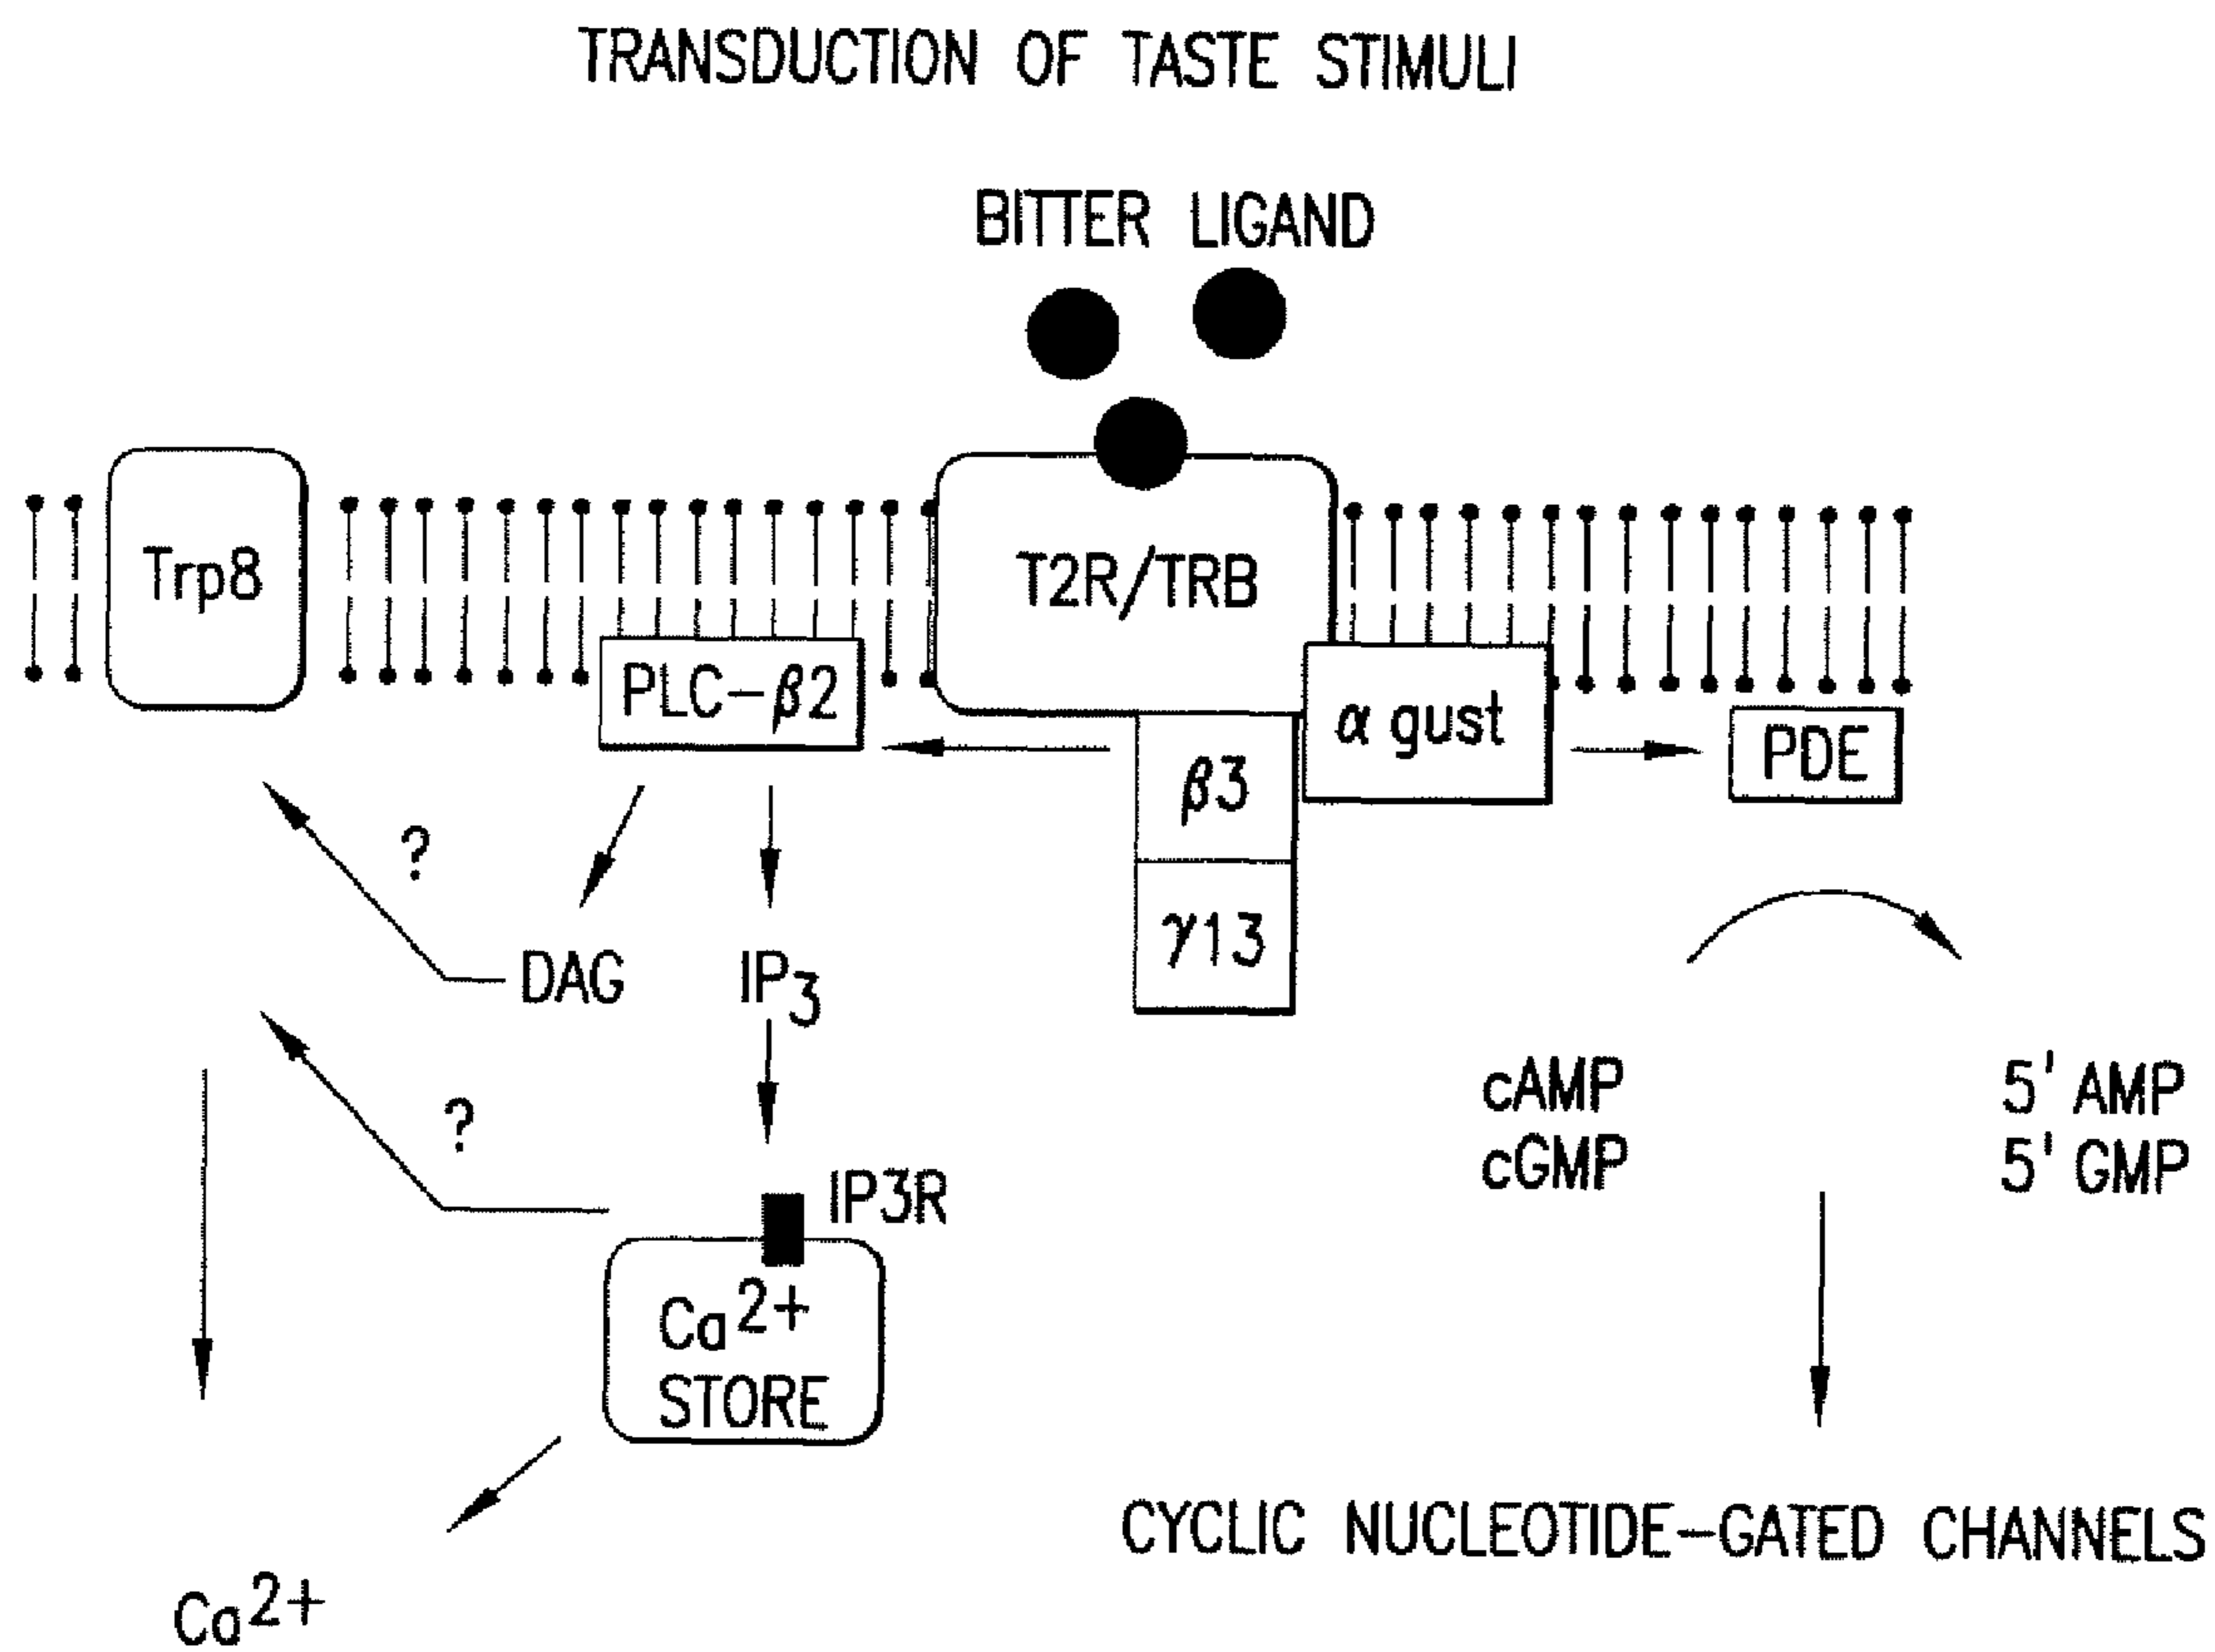 TRANSDUCTION OF TASTE STIMULI
BITTER LIGAND
Trp8
T2R/TRB
PLC-β2
α gust
PDE
β3
γ13
?
DAG
IP3
?
IP3R
Ca2+
STORE
Ca2+
cAMP
cGMP
5' AMP
5' GMP
CYCLIC NUCLEOTIDE-GATED CHANNELS